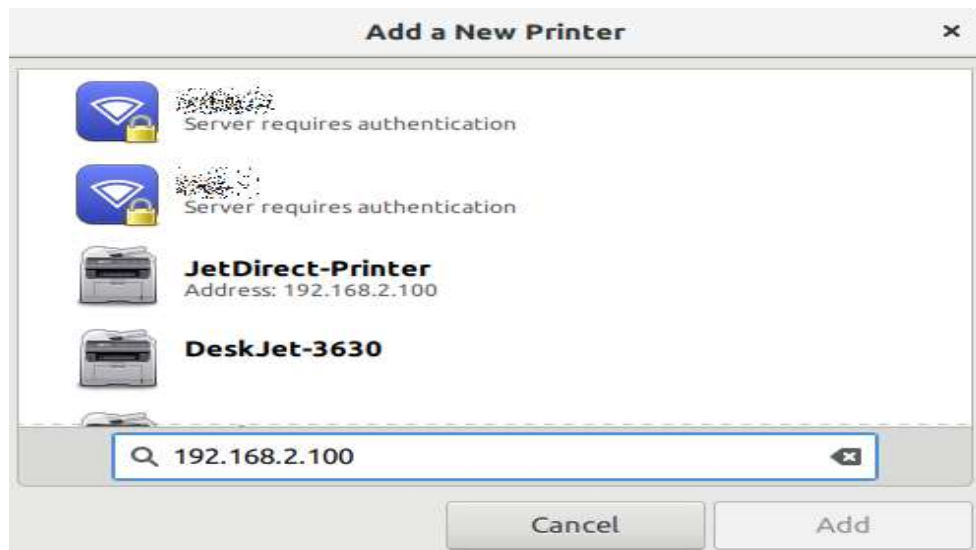 Add a New Printer
Server requires authentication
Server requires authentication
JetDirect-Printer
Address: 192.168.2.100
DeskJet-3630
192.168.2.100
Cancel
Add